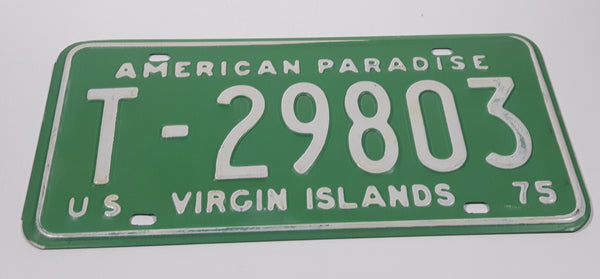 AMERICAN PARADISE
T-29803
US VIRGIN ISLANDS 75